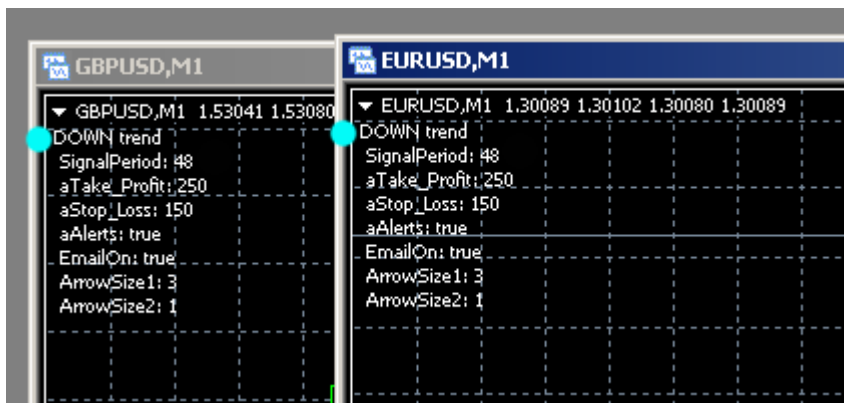 GBPUSD,M1
GBPUSD,M1 1.53041 1.53080
DOWN trend
SignalPeriod: 48
aTake_Profit: 250
aStop_Loss: 150
aAlerts: true
EmailOn: true
ArrowSize1: 3
ArrowSize2: 1
EURUSD,M1
EURUSD,M1 1.30089 1.30102 1.30080 1.30089
DOWN trend
SignalPeriod: 48
aTake_Profit: 250
aStop_Loss: 150
aAlerts: true
EmailOn: true
ArrowSize1: 3
ArrowSize2: 1